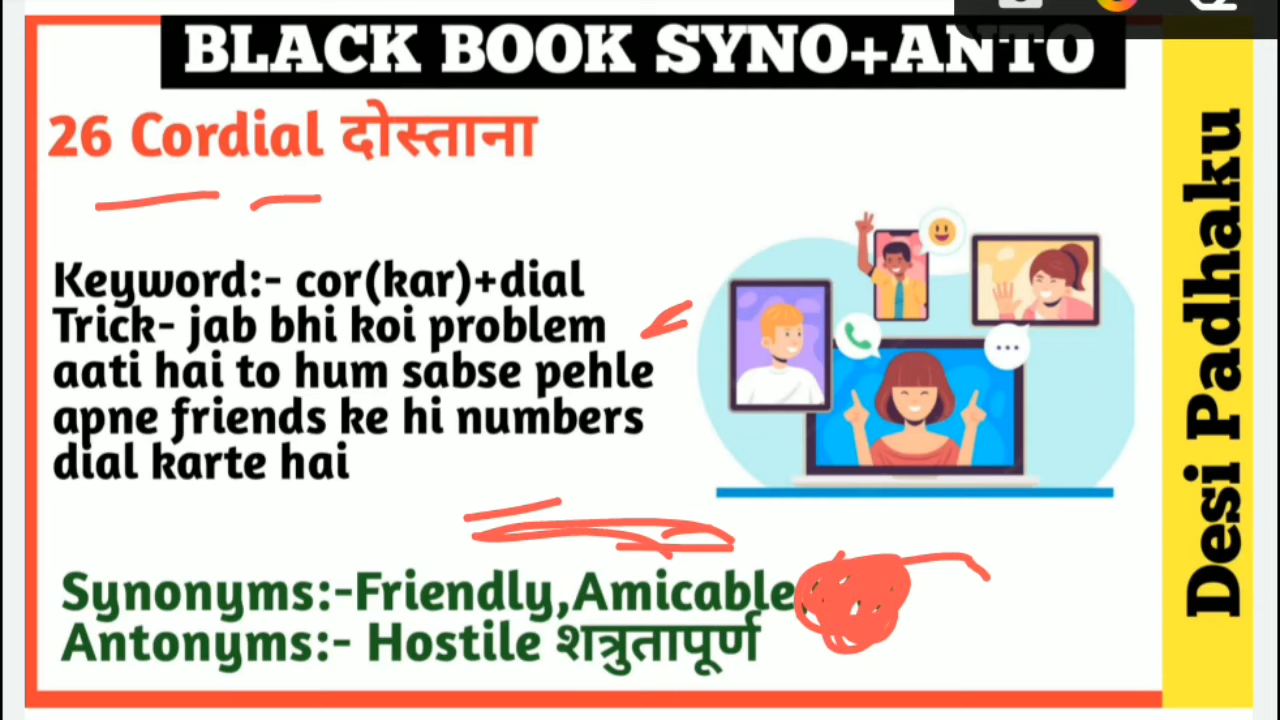 BLACK BOOK SYNO+ANTO
26 Cordial दोस्ताना
Keyword:- cor(kar)+dial
Trick- jab bhi koi problem
aati hai to hum sabse pehle
apne friends ke hi numbers
dial karte hai
Synonyms:-Friendly,Amicable
Antonyms:- Hostile शत्रुतापूर्ण
Desi Padhaku